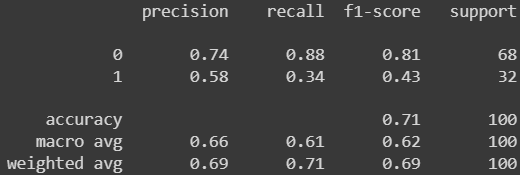 precision recall f1-score support
0 0.74 0.88 0.81 68
1 0.58 0.34 0.43 32
accuracy 0.71 100
macro avg 0.66 0.61 0.62 100
weighted avg 0.69 0.71 0.69 100